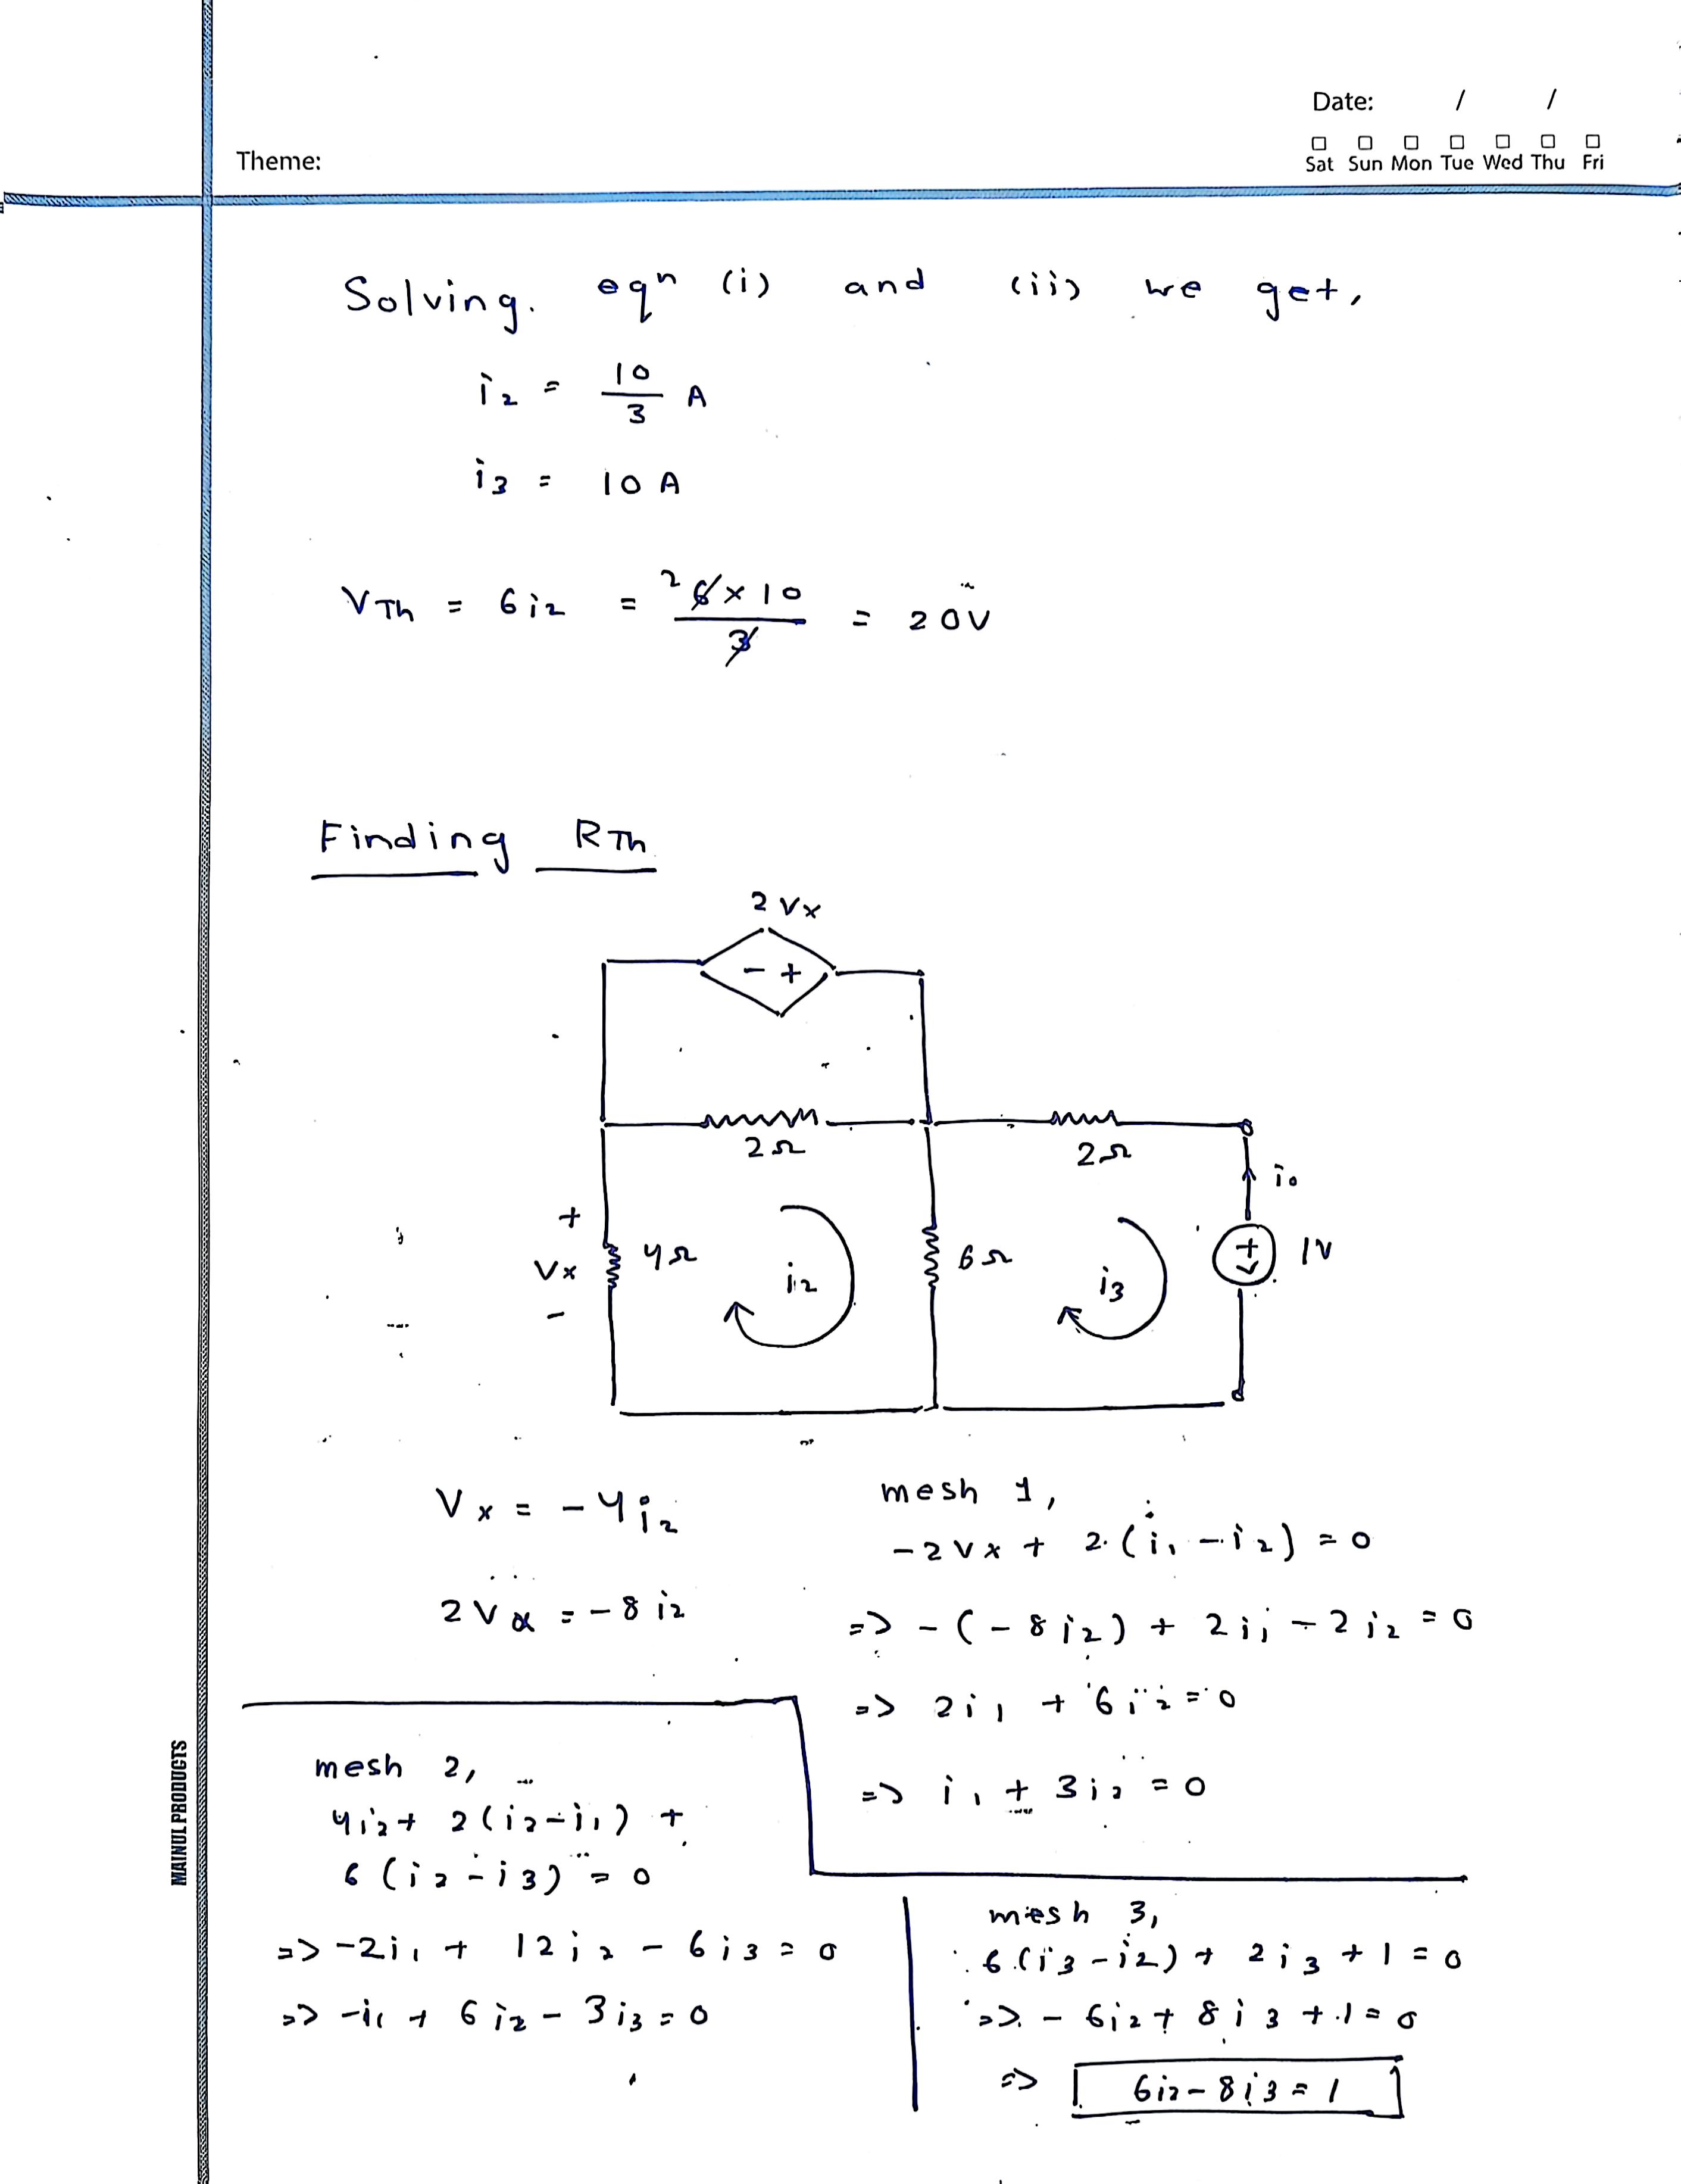 Date: / /
Sat Sun Mon Tue Wed Thu Fri
Theme:
Solving. eqⁿ (i) and (ii) we get,
i₂ = 10/3 A
i₃ = 10 A
V_Th = 6i₂ = ²6×10/3 = 20V
Finding R_Th
2Vx
- +
2Ω
2Ω
i₀
+
Vx
-
4Ω
i₂
6Ω
i₃
+
1V
Vx = -4i₂
2Vx = -8i₂
mesh 1,
-2Vx + 2(i₁ - i₂) = 0
=> -(-8i₂) + 2i₁ - 2i₂ = 0
=> 2i₁ + 6i₂ = 0
=> i₁ + 3i₂ = 0
mesh 2,
4i₂ + 2(i₂-i₁) +
6(i₂-i₃) = 0
=> -2i₁ + 12i₂ - 6i₃ = 0
=> -i₁ + 6i₂ - 3i₃ = 0
mesh 3,
6(i₃-i₂) + 2i₃ + 1 = 0
=> -6i₂ + 8i₃ + 1 = 0
=> 6i₂ - 8i₃ = 1
MAINUL PRODUCTS